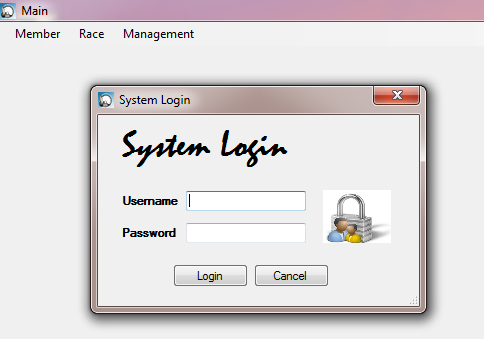 Main
Member Race Management
System Login
System Login
Username
Password
Login Cancel